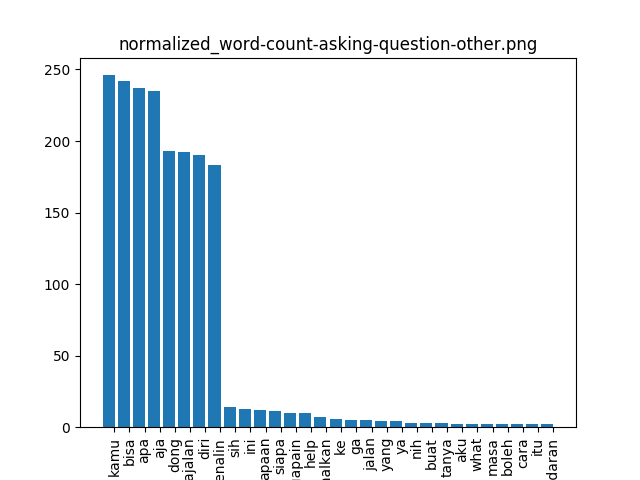 normalized_word-count-asking-question-other.png
250
200
150
100
50
0
kamu
bisa
apa
aja
dong
ajalan
diri
enalin
sih
ini
apaan
siapa
apain
help
alkan
ke
ga
jalan
yang
ya
nih
buat
tanya
aku
what
masa
boleh
cara
itu
daran